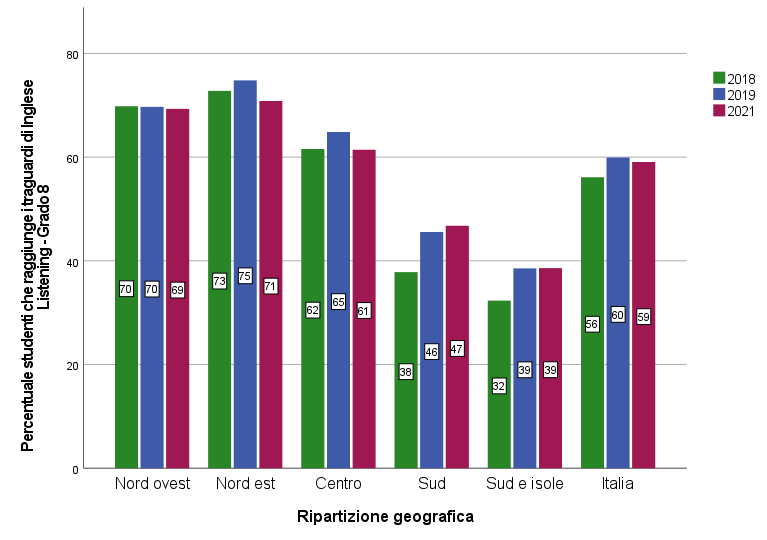 Percentuale studenti che raggiunge i traguardi di Inglese
Listening - Grado 8
80
60
40
20
0
70
70
69
73
75
71
62
65
61
38
46
47
32
39
39
56
60
59
Nord ovest
Nord est
Centro
Sud
Sud e isole
Italia
Ripartizione geografica
2018
2019
2021